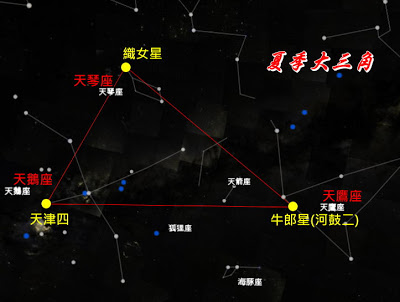 織女星
夏季大三角
天琴座
天琴座
天鵝座
天鵝座
天津四
天箭座
天鷹座
天鷹座
牛郎星(河鼓二)
狐狸座
海豚座